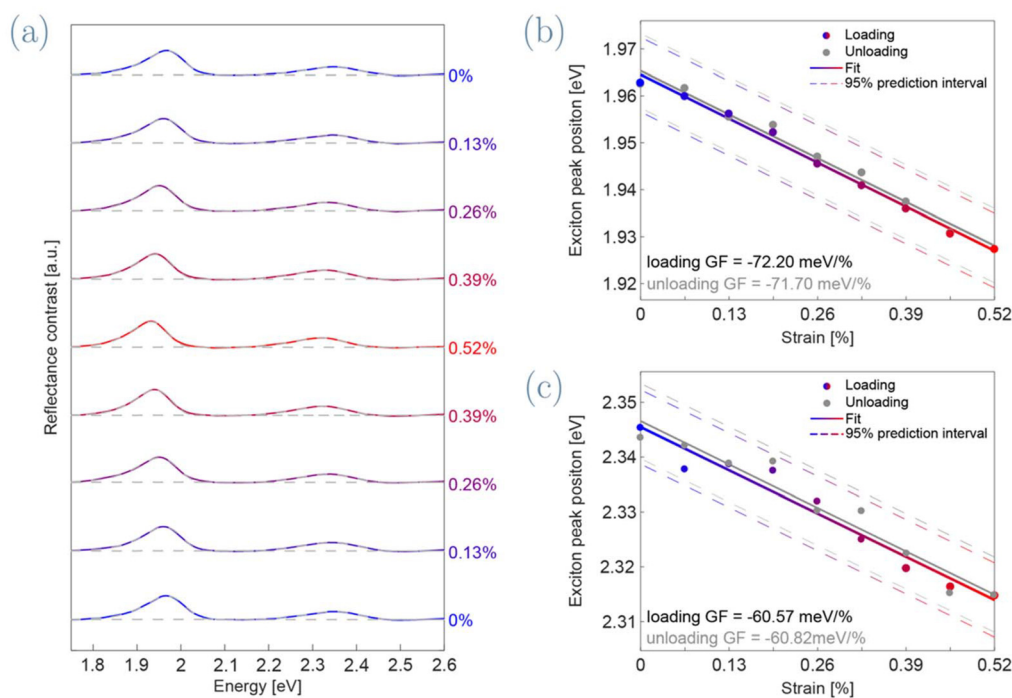 (a)
Reflectance contrast [a.u.]
0%
0.13%
0.26%
0.39%
0.52%
0.39%
0.26%
0.13%
0%
1.8 1.9 2 2.1 2.2 2.3 2.4 2.5 2.6
Energy [eV]
(b)
Exciton peak positon [eV]
1.97
1.96
1.95
1.94
1.93
1.92
Loading
Unloading
Fit
95% prediction interval
loading GF = -72.20 meV/%
unloading GF = -71.70 meV/%
0 0.13 0.26 0.39 0.52
Strain [%]
(c)
Exciton peak positon [eV]
2.35
2.34
2.33
2.32
2.31
Loading
Unloading
Fit
95% prediction interval
loading GF = -60.57 meV/%
unloading GF = -60.82meV/%
0 0.13 0.26 0.39 0.52
Strain [%]